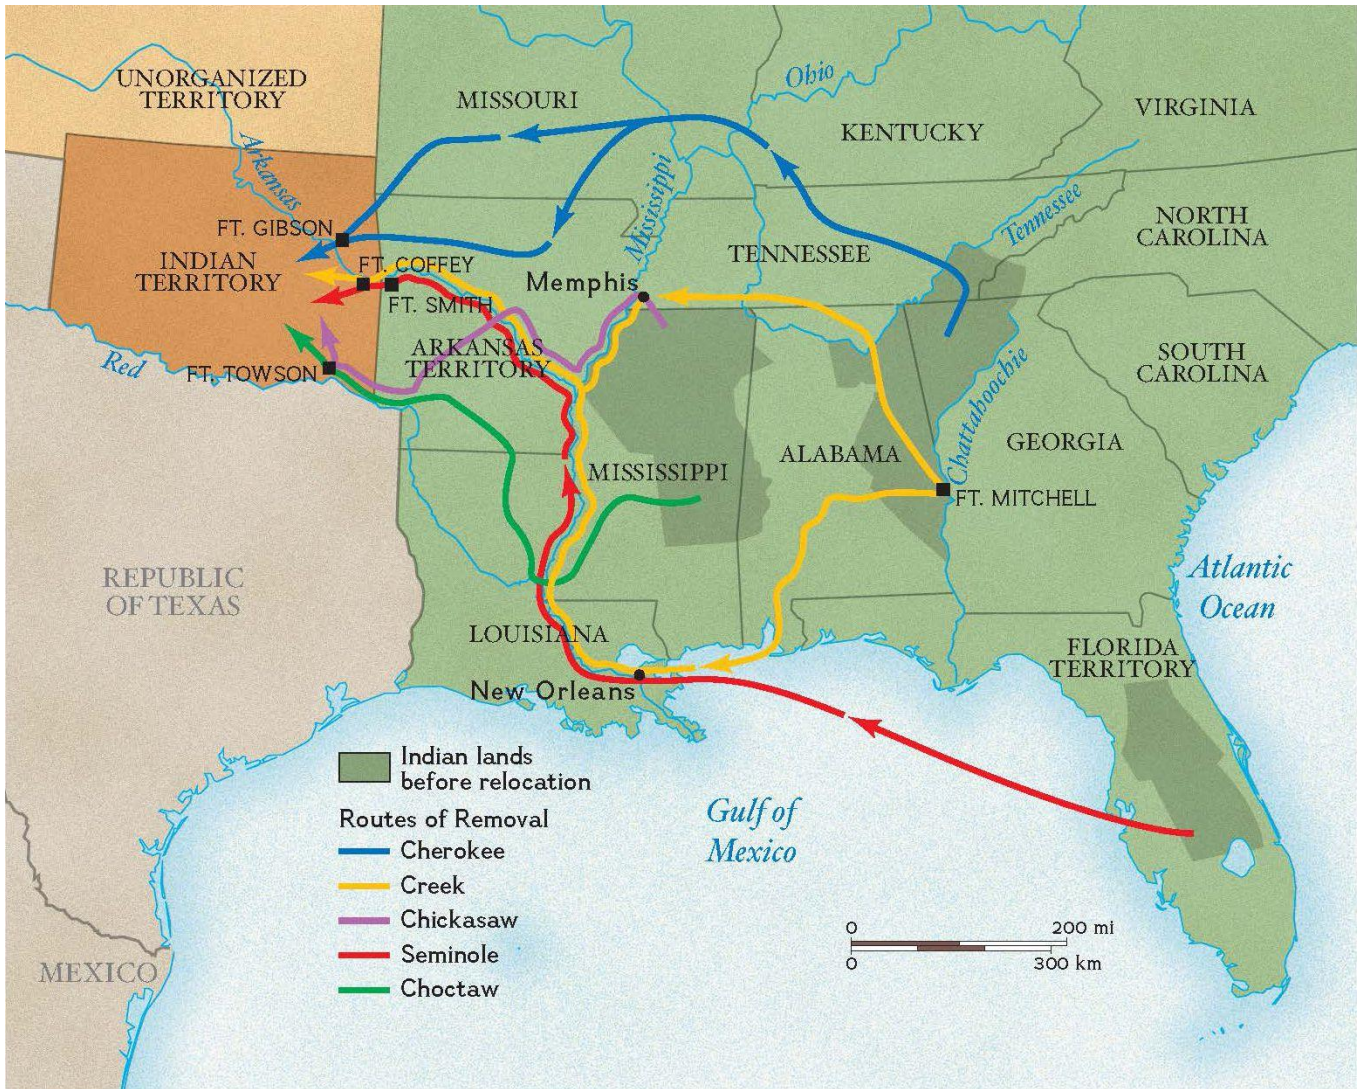 UNORGANIZED
TERRITORY
MISSOURI
Ohio
KENTUCKY
VIRGINIA
Arkansas
Mississippi
Tennessee
NORTH
CAROLINA
FT. GIBSON
INDIAN
TERRITORY
FT. COFFEY
TENNESSEE
Memphis
FT. SMITH
ARKANSAS
TERRITORY
Red
FT. TOWSON
SOUTH
CAROLINA
Chattahoochie
MISSISSIPPI
ALABAMA
GEORGIA
FT. MITCHELL
REPUBLIC
OF TEXAS
Atlantic
Ocean
LOUISIANA
FLORIDA
TERRITORY
New Orleans
Gulf of
Mexico
MEXICO
Indian lands
before relocation
Routes of Removal
Cherokee
Creek
Chickasaw
Seminole
Choctaw
0 200 mi
0 300 km